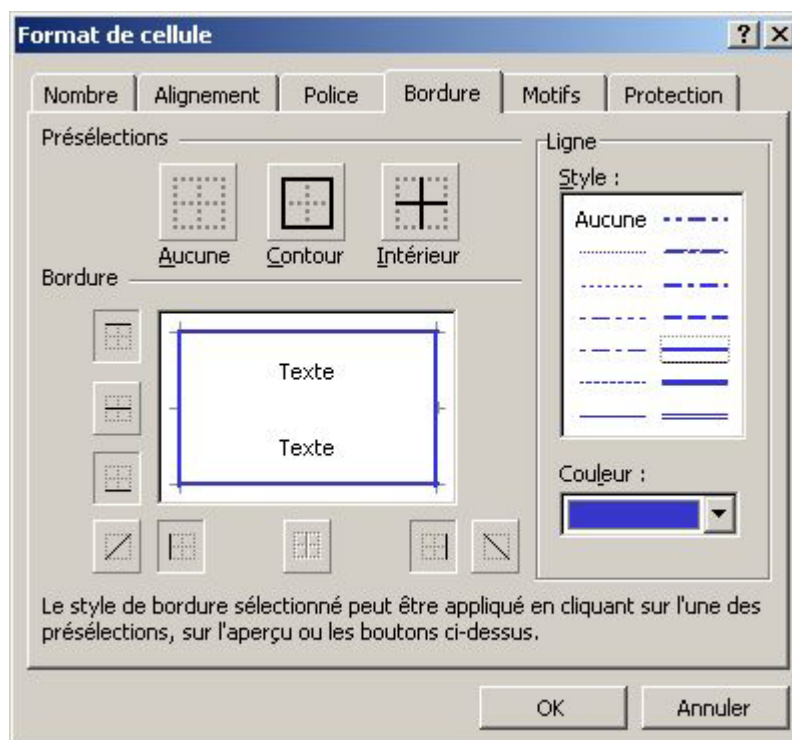 Format de cellule
Nombre Alignement Police Bordure Motifs Protection
Présélections
Aucune Contour Intérieur
Bordure
Texte
Texte
Ligne
Style :
Aucune
Couleur :
Le style de bordure sélectionné peut être appliqué en cliquant sur l'une des
présélections, sur l'aperçu ou les boutons ci-dessus.
OK Annuler